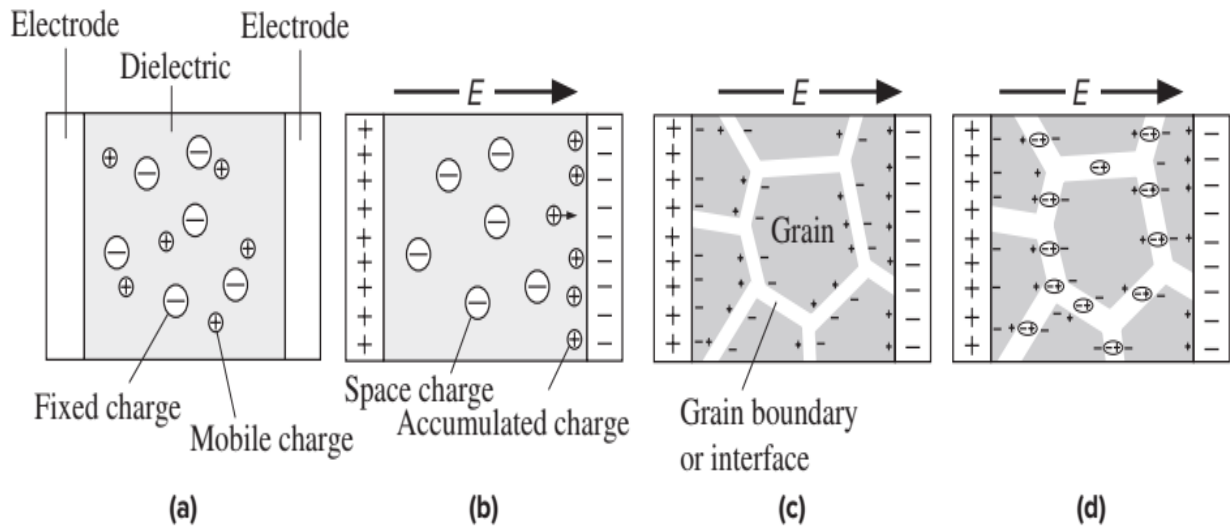 Electrode
Electrode
Dielectric
E
E
E
Grain
Fixed charge
Mobile charge
Space charge
Accumulated charge
Grain boundary
or interface
(a)
(b)
(c)
(d)